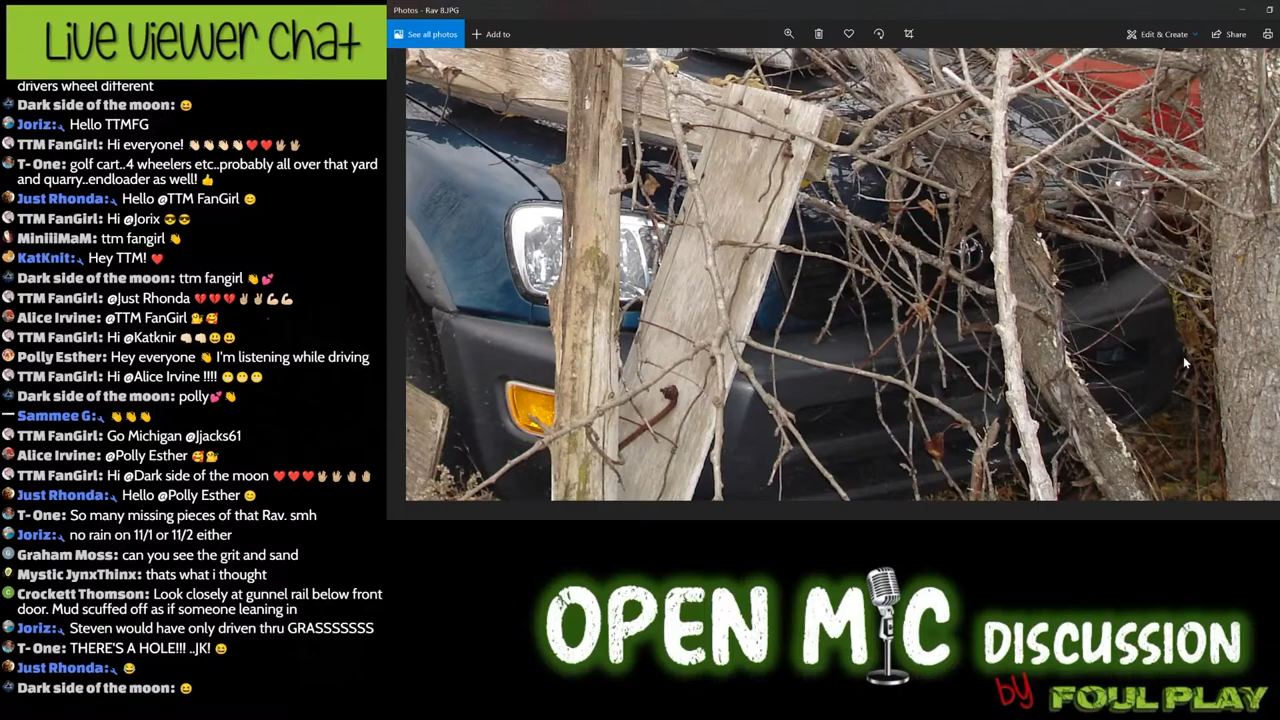 Live Viewer Chat
Photos - Rav 8.JPG
See all photos
Add to
Edit & Create
Share
drivers wheel different
Dark side of the moon: 😆
Joriz: Hello TTMFG
TTM FanGirl: Hi everyone! 👏🏻👏🏻👏🏻👏🏻❤️❤️🖖🏼🖖🏼
T-One: golf cart..4 wheelers etc..probably all over that yard
and quarry..endloader as well! 👍
Just Rhonda: Hello @TTM FanGirl 😊
TTM FanGirl: Hi @Jorix 😎😎
MiniiiMaM: ttm fangirl 👋
KatKnit: Hey TTM! ❤️
Dark side of the moon: ttm fangirl 👋💕
TTM FanGirl: @Just Rhonda 💔💔💔✌🏼✌🏼💪🏼💪🏼
Alice Irvine: @TTM FanGirl 🙋🥰
TTM FanGirl: Hi @Katknir 👊🏻👊🏻😃😃
Polly Esther: Hey everyone 👋 I'm listening while driving
TTM FanGirl: Hi @Alice Irvine !!!! 😁😁😁
Dark side of the moon: polly💕👋
Sammee G: 👏👏👏
TTM FanGirl: Go Michigan @Jjacks61
Alice Irvine: @Polly Esther 🥰🙋
TTM FanGirl: Hi @Dark side of the moon ❤️❤️❤️🖖🏼🖖🏼🤚🏼🤚🏼
Just Rhonda: Hello @Polly Esther 😊
T-One: So many missing pieces of that Rav. smh
Joriz: no rain on 11/1 or 11/2 either
Graham Moss: can you see the grit and sand
Mystic JynxThinx: thats what i thought
Crockett Thomson: Look closely at gunnel rail below front
door. Mud scuffed off as if someone leaning in
Joriz: Steven would have only driven thru GRASSSSSSS
T-One: THERE'S A HOLE!!! ..JK! 😆
Just Rhonda: 😂
Dark side of the moon: 😆
OPEN MIC
DISCUSSION
by FOUL PLAY